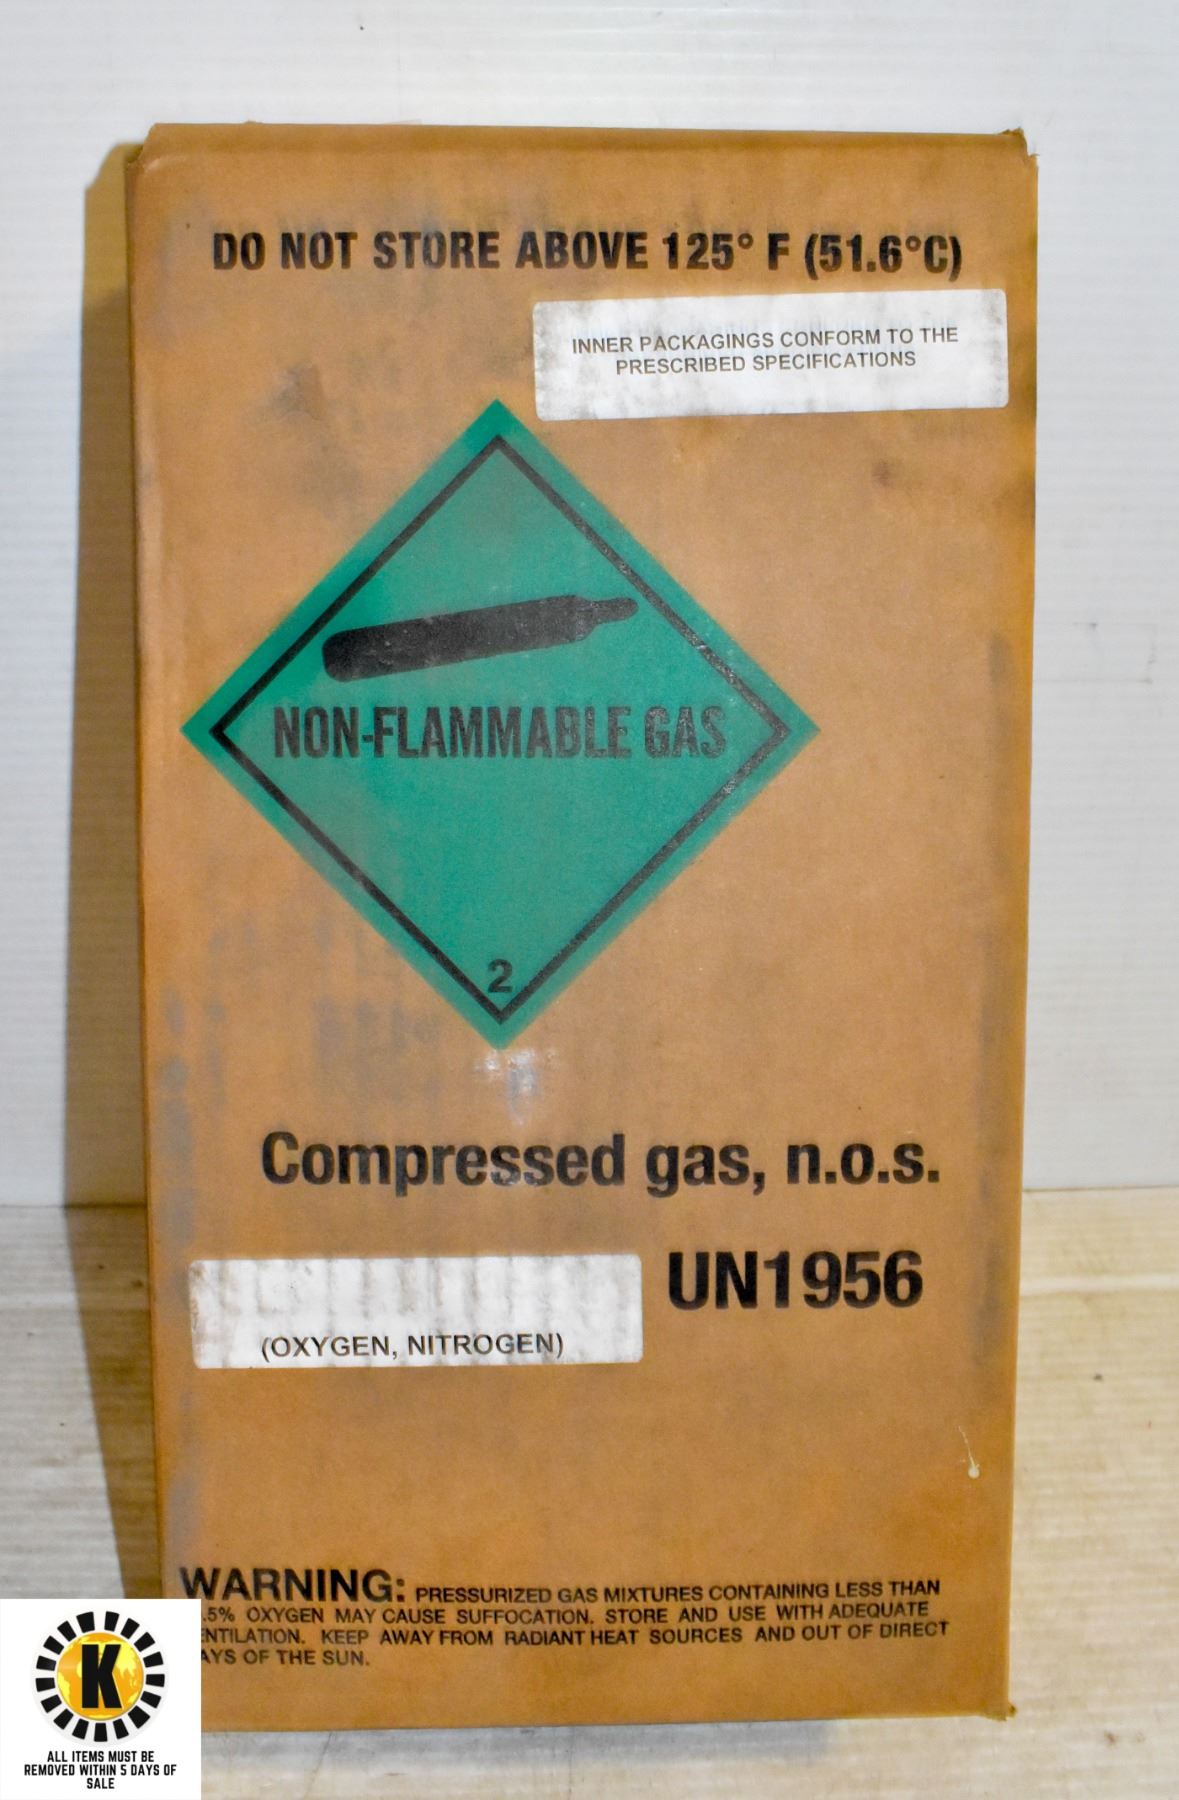 DO NOT STORE ABOVE 125° F (51.6°C)
INNER PACKAGINGS CONFORM TO THE
PRESCRIBED SPECIFICATIONS
NON-FLAMMABLE GAS
2
Compressed gas, n.o.s.
UN1956
(OXYGEN, NITROGEN)
WARNING: PRESSURIZED GAS MIXTURES CONTAINING LESS THAN
.5% OXYGEN MAY CAUSE SUFFOCATION. STORE AND USE WITH ADEQUATE
ENTILATION. KEEP AWAY FROM RADIANT HEAT SOURCES AND OUT OF DIRECT
AYS OF THE SUN.
K
ALL ITEMS MUST BE
REMOVED WITHIN 5 DAYS OF
SALE